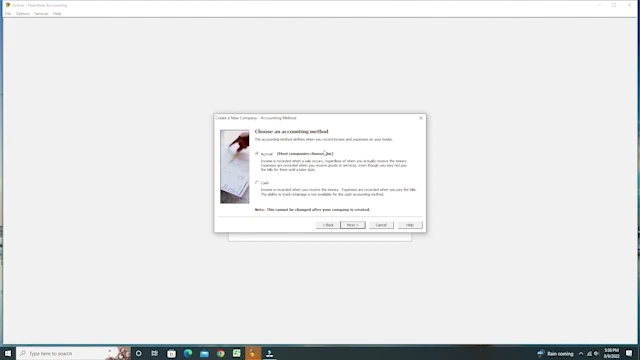 Peachtree Accounting
File Options Services Help
Create a New Company - Accounting Method
Choose an accounting method
The accounting method defines when you record income and expenses on your books.
Accrual (Most companies choose this)
Income is recorded when a sale occurs, regardless of when you actually receive the money.
Expenses are recorded when you receive goods or services, even though you may not pay
the bills for them until a later date.
Cash
Income is recorded when you receive the money. Expenses are recorded when you pay the bills.
The ability to track retainage is not available for the cash accounting method.
Note: This cannot be changed after your company is created.
< Back Next > Cancel Help
Type here to search
Rain coming
5:38 PM